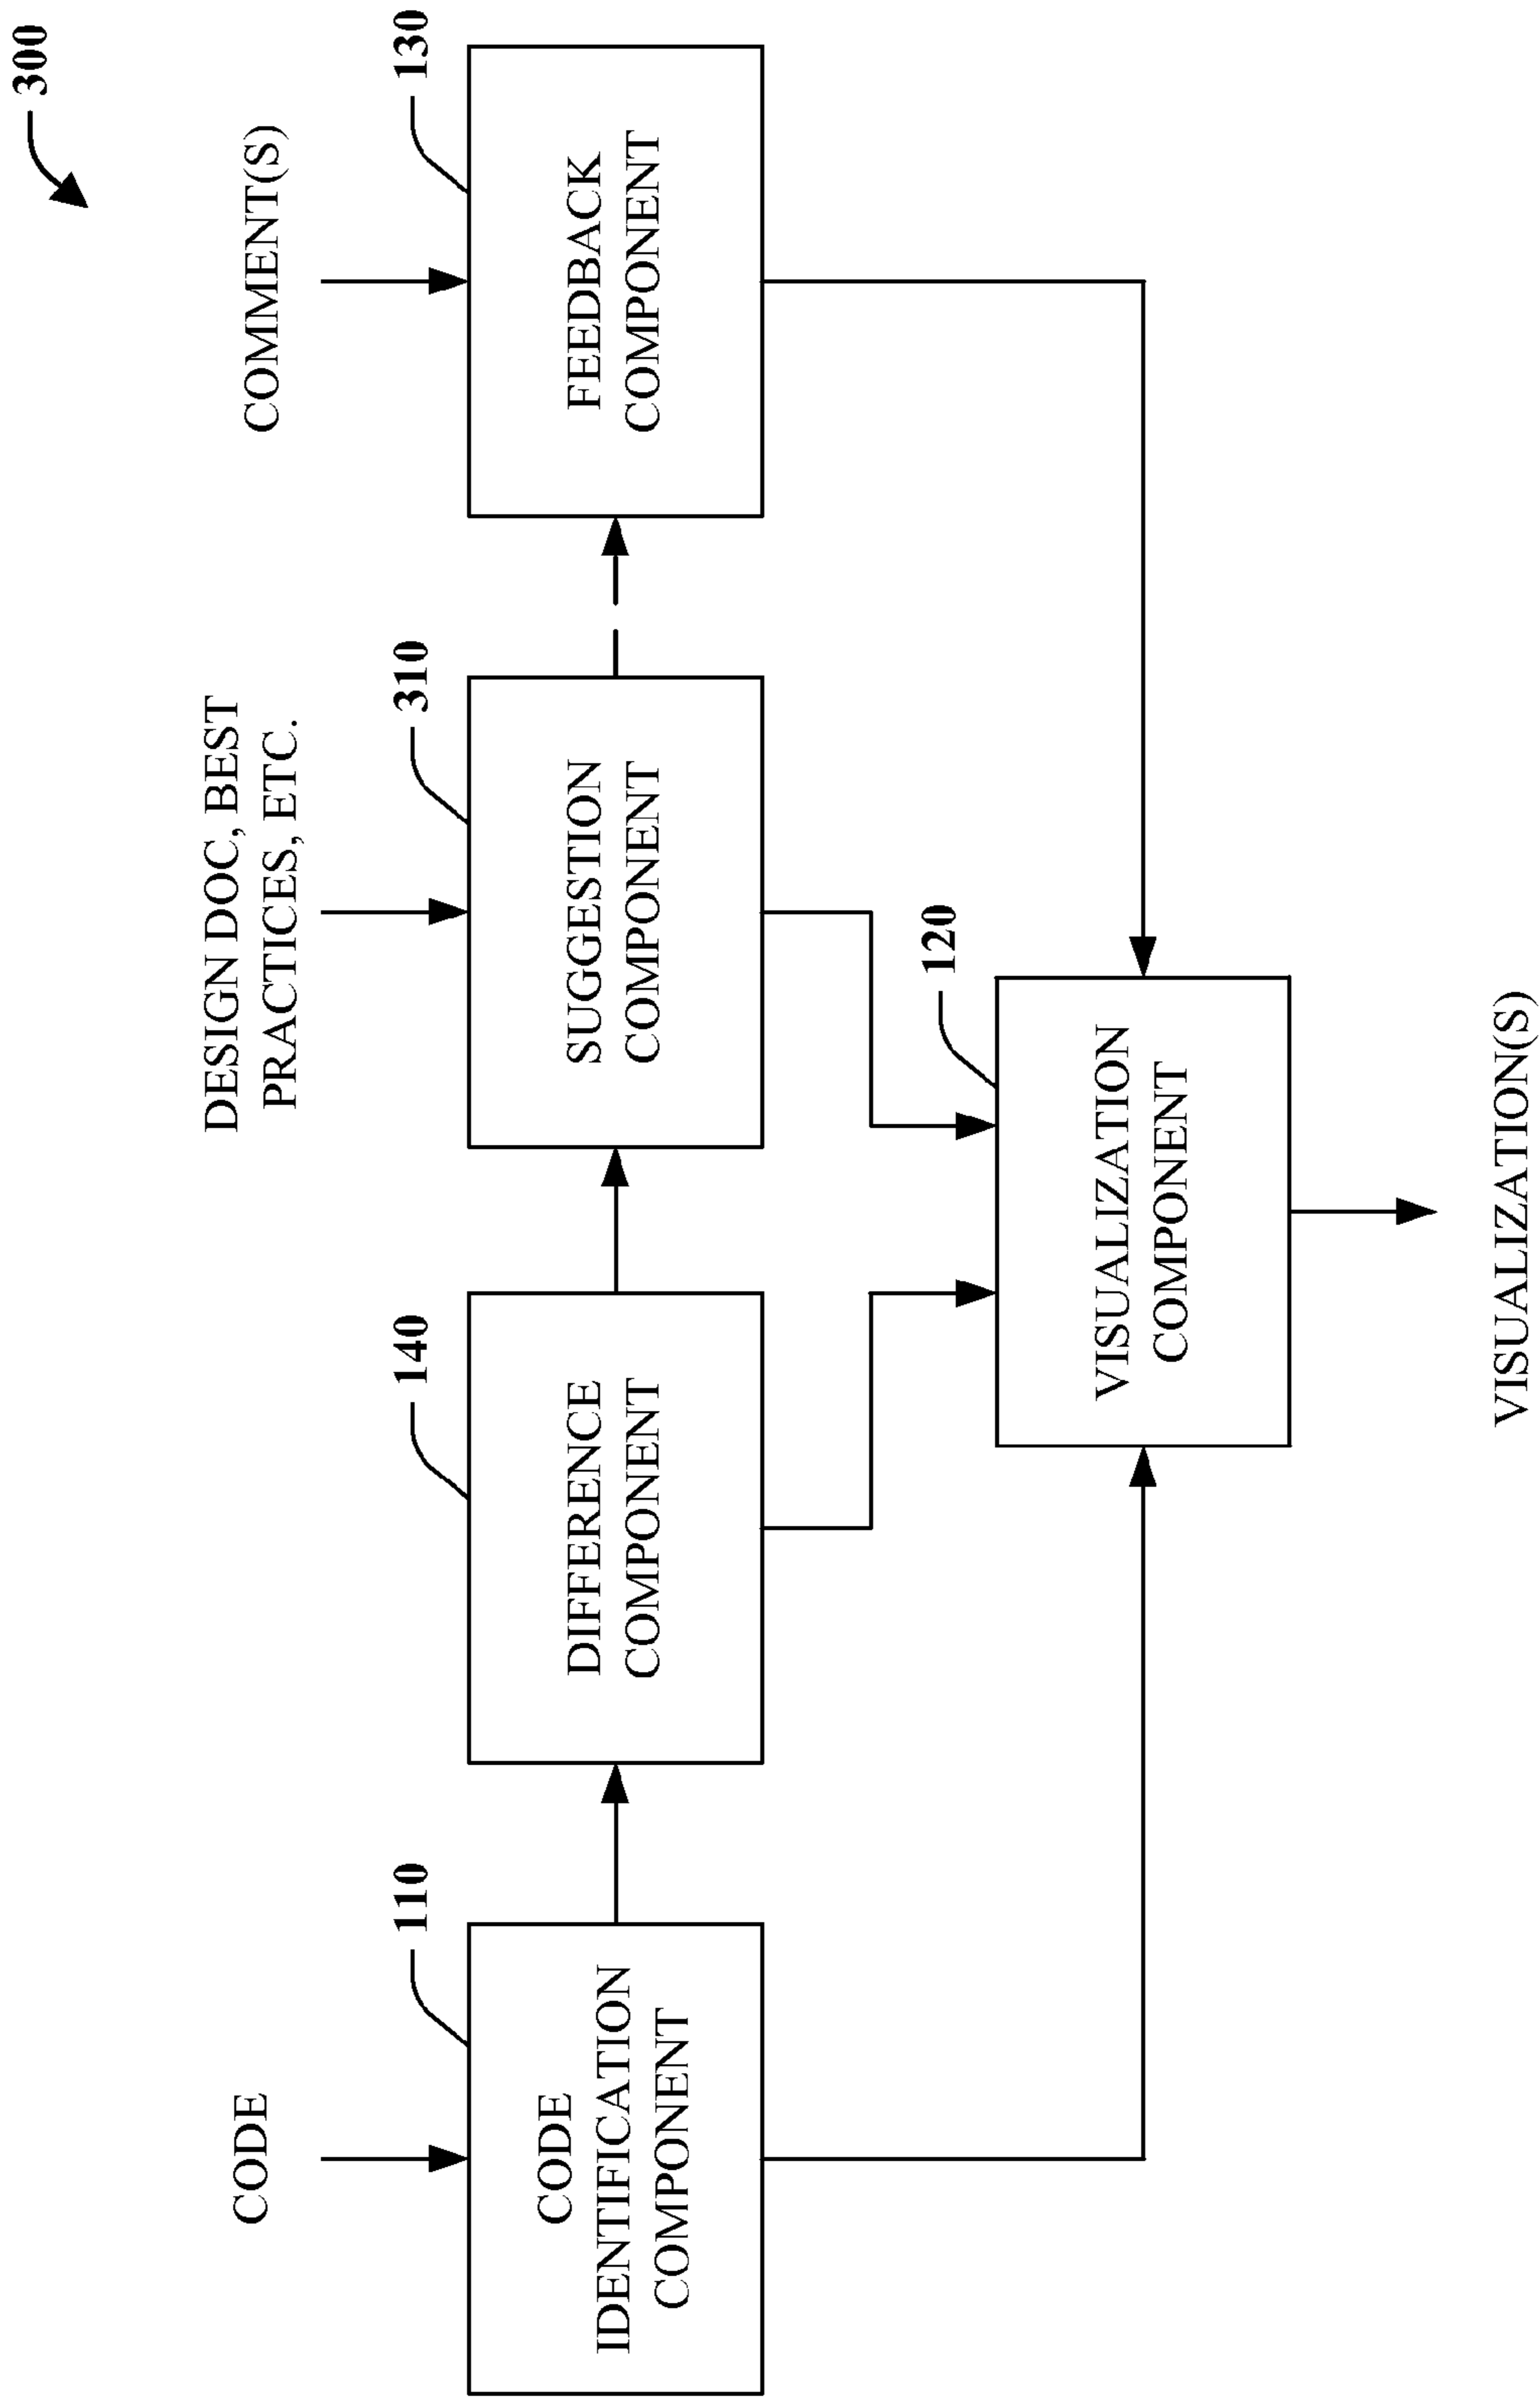 300
CODE
DESIGN DOC, BEST
PRACTICES, ETC.
COMMENT(S)
110
140
310
130
CODE
IDENTIFICATION
COMPONENT
DIFFERENCE
COMPONENT
SUGGESTION
COMPONENT
FEEDBACK
COMPONENT
120
VISUALIZATION
COMPONENT
VISUALIZATION(S)